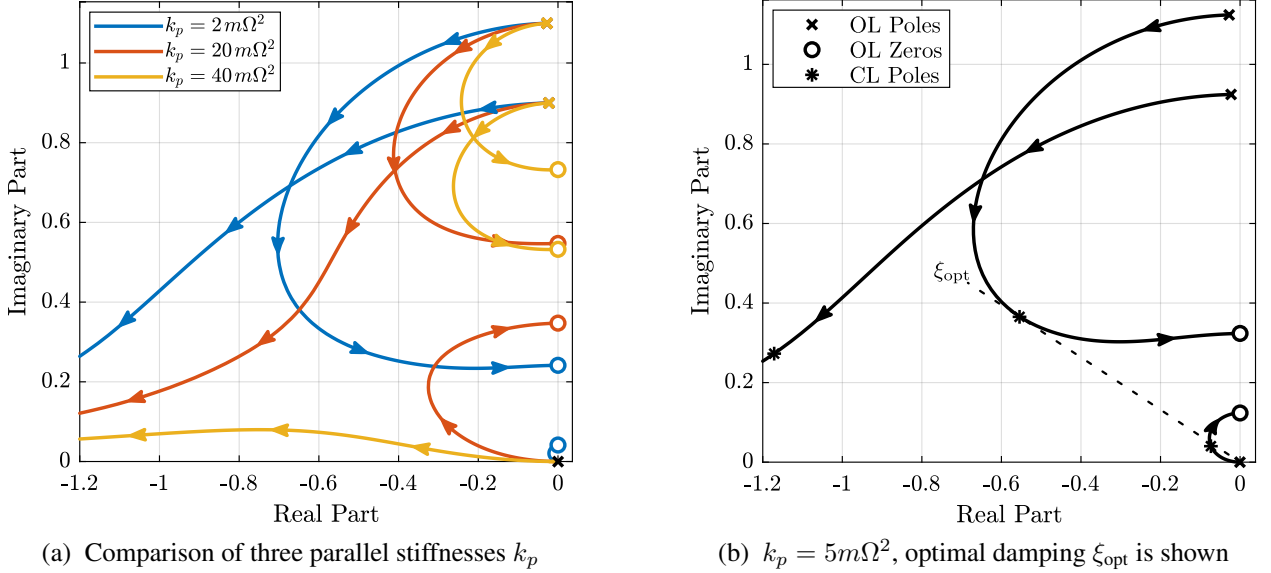 k_p = 2mΩ²
k_p = 20mΩ²
k_p = 40mΩ²
1
0.8
0.6
0.4
0.2
0
-1.2 -1 -0.8 -0.6 -0.4 -0.2 0
Imaginary Part
Real Part
(a) Comparison of three parallel stiffnesses k_p
OL Poles
OL Zeros
CL Poles
ξ_opt
1
0.8
0.6
0.4
0.2
0
-1.2 -1 -0.8 -0.6 -0.4 -0.2 0
Imaginary Part
Real Part
(b) k_p = 5mΩ², optimal damping ξ_opt is shown